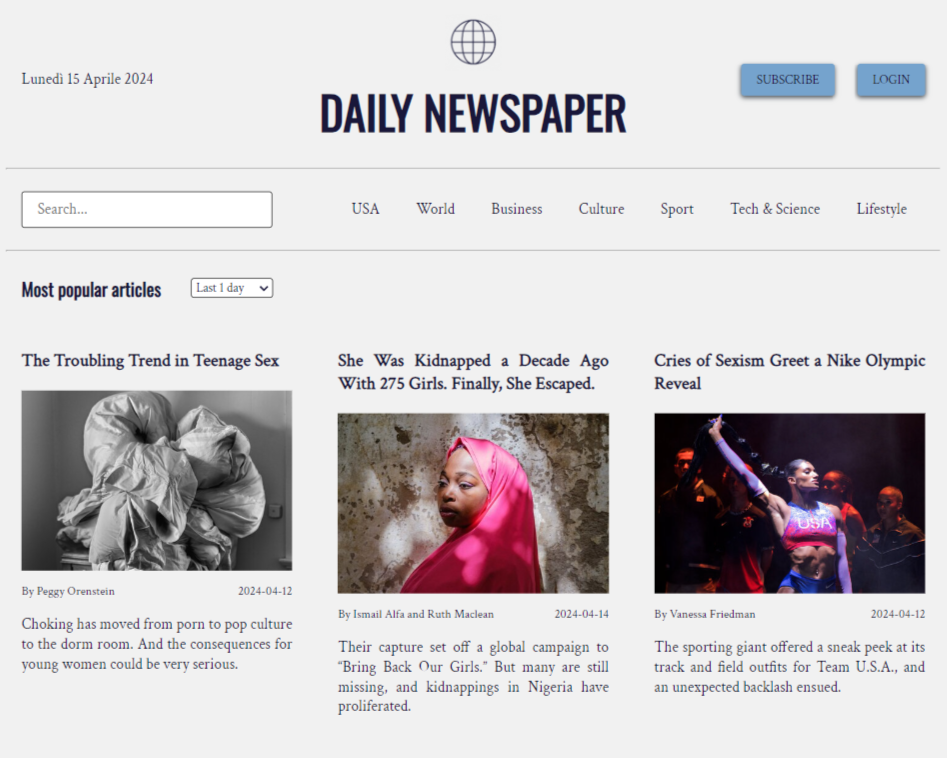 Lunedì 15 Aprile 2024
DAILY NEWSPAPER
SUBSCRIBE
LOGIN
Search...
USA
World
Business
Culture
Sport
Tech & Science
Lifestyle
Most popular articles
Last 1 day
The Troubling Trend in Teenage Sex
By Peggy Orenstein
2024-04-12
Choking has moved from porn to pop culture
to the dorm room. And the consequences for
young women could be very serious.
She Was Kidnapped a Decade Ago
With 275 Girls. Finally, She Escaped.
By Ismail Alfa and Ruth Maclean
2024-04-14
Their capture set off a global campaign to
“Bring Back Our Girls.” But many are still
missing, and kidnappings in Nigeria have
proliferated.
Cries of Sexism Greet a Nike Olympic
Reveal
USA
By Vanessa Friedman
2024-04-12
The sporting giant offered a sneak peek at its
track and field outfits for Team U.S.A., and
an unexpected backlash ensued.